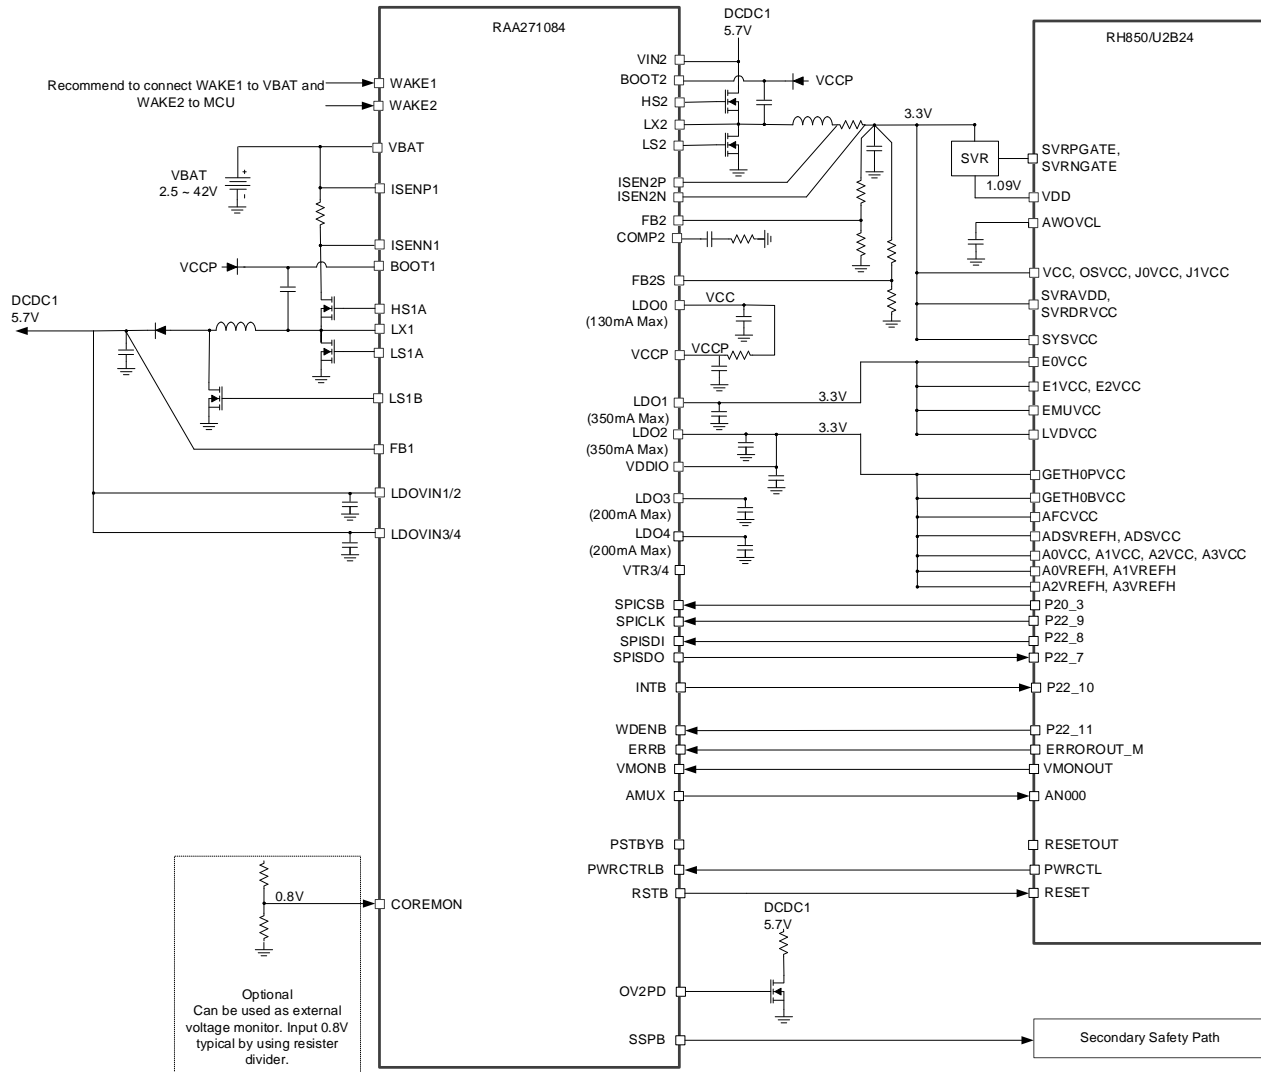 RAA271084
RH850/U2B24
Recommend to connect WAKE1 to VBAT and
WAKE2 to MCU
WAKE1
WAKE2
VBAT
VBAT
2.5 ~ 42V
+
-
ISENP1
ISENN1
VCCP
BOOT1
DCDC1
5.7V
HS1A
LX1
LS1A
LS1B
FB1
LDOVIN1/2
LDOVIN3/4
0.8V
COREMON
Optional
Can be used as external
voltage monitor. Input 0.8V
typical by using resister
divider.
DCDC1
5.7V
VIN2
BOOT2
VCCP
HS2
LX2
LS2
3.3V
ISEN2P
ISEN2N
FB2
COMP2
FB2S
LDO0
(130mA Max)
VCC
VCCP
VCCP
LDO1
(350mA Max)
3.3V
LDO2
(350mA Max)
3.3V
VDDIO
LDO3
(200mA Max)
LDO4
(200mA Max)
VTR3/4
SPICSB
SPICLK
SPISDI
SPISDO
INTB
WDENB
ERRB
VMONB
AMUX
PSTBYB
PWRCTRLB
RSTB
DCDC1
5.7V
OV2PD
SSPB
SVR
1.09V
SVRPGATE,
SVRNGATE
VDD
AWOVCL
VCC, OSVCC, J0VCC, J1VCC
SVRAVDD,
SVRDRVCC
SYSVCC
E0VCC
E1VCC, E2VCC
EMUVCC
LVDVCC
GETH0PVCC
GETH0BVCC
AFCVCC
ADSVREFH, ADSVCC
A0VCC, A1VCC, A2VCC, A3VCC
A0VREFH, A1VREFH
A2VREFH, A3VREFH
P20_3
P22_9
P22_8
P22_7
P22_10
P22_11
ERROROUT_M
VMONOUT
AN000
RESETOUT
PWRCTL
RESET
Secondary Safety Path